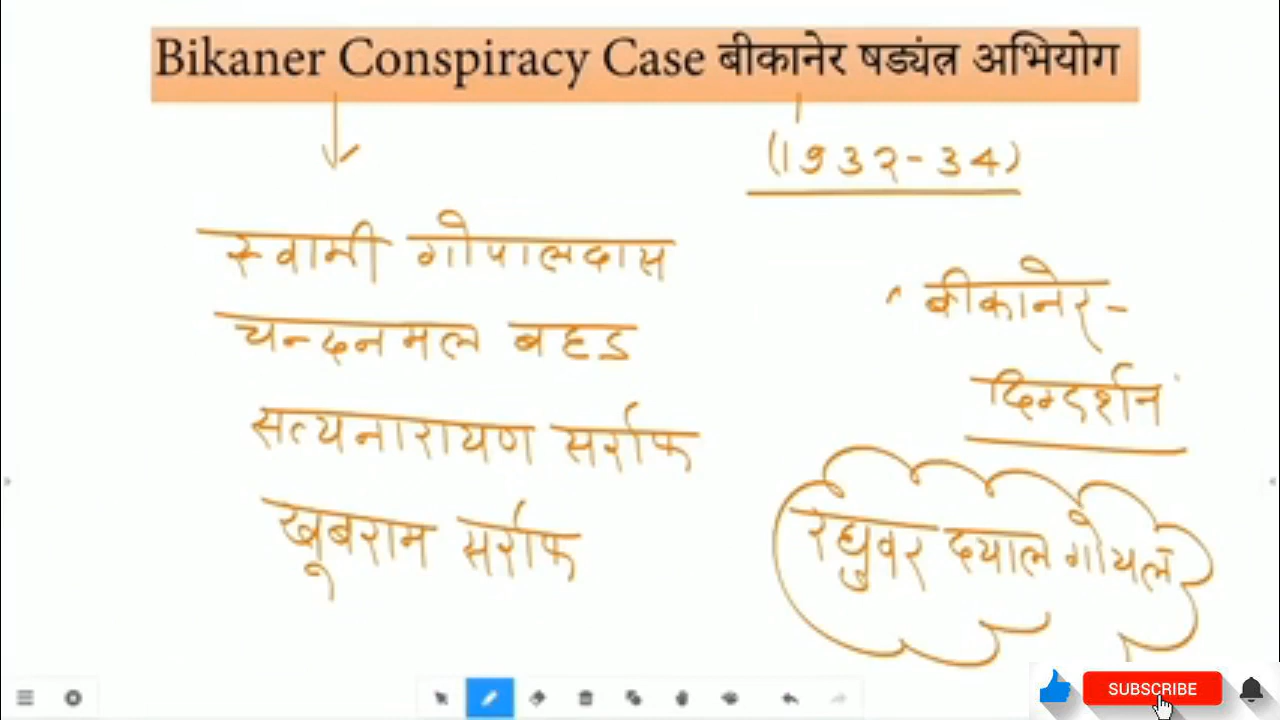 Bikaner Conspiracy Case बीकानेर षड्यंत्र अभियोग
(1932-34)
स्वामी गोपालदास
चन्दनमल बहड
सत्यनारायण सर्राफ
खूबराम सर्राफ
बीकानेर -
दिग्दर्शन
रघुवर दयाल गोयल
SUBSCRIBE